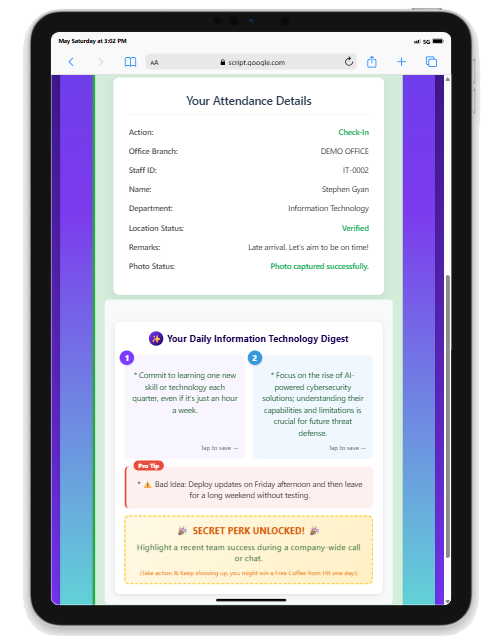 May Saturday at 3:02 PM
5G
AA
script.google.com
Your Attendance Details
Action: Check-In
Office Branch: DEMO OFFICE
Staff ID: IT-0002
Name: Stephen Gyan
Department: Information Technology
Location Status: Verified
Remarks: Late arrival. Let's aim to be on time!
Photo Status: Photo captured successfully.
Your Daily Information Technology Digest
1
* Commit to learning one new
skill or technology each
quarter, even if it's just an hour
a week.
Tap to save —
2
* Focus on the rise of AI-
powered cybersecurity
solutions; understanding their
capabilities and limitations is
crucial for future threat
defense.
Tap to save —
Pro Tip
* ⚠️ Bad Idea: Deploy updates on Friday afternoon and then leave
for a long weekend without testing.
🎉 SECRET PERK UNLOCKED! 🎉
Highlight a recent team success during a company-wide call
or chat.
(Take action & Keep showing up, you might win a Free Coffee from HR one day!)